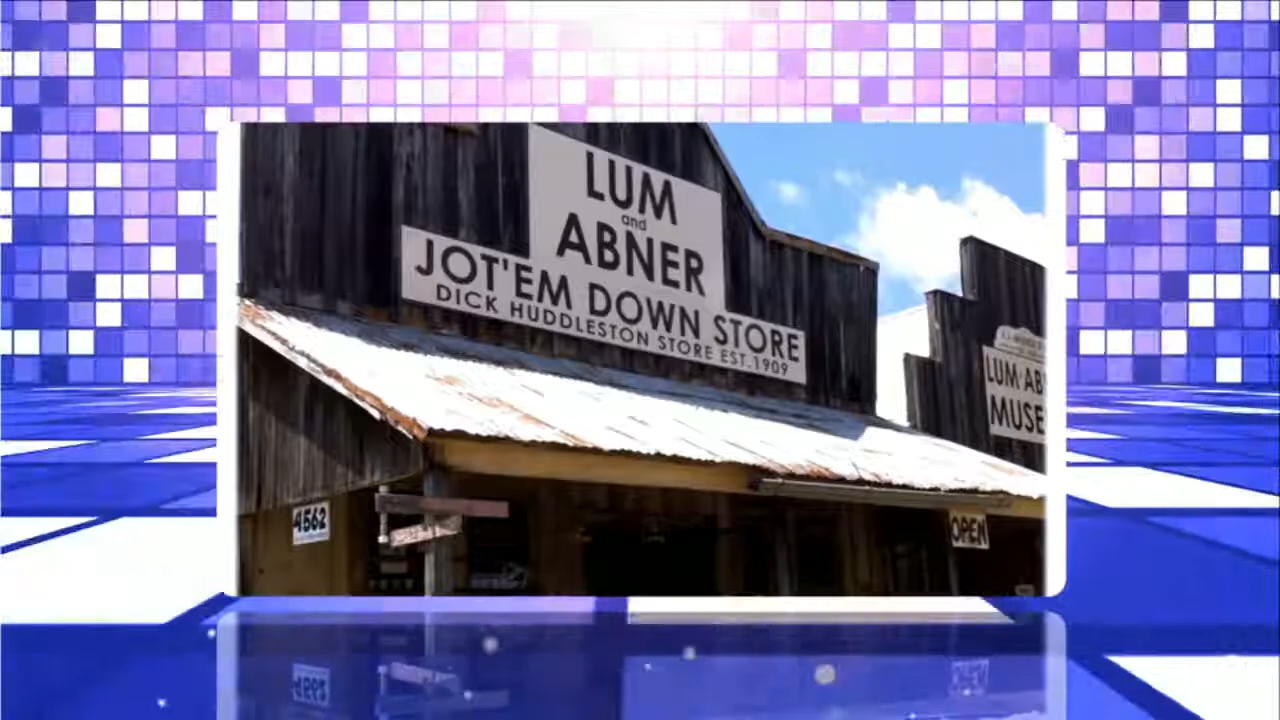 LUM
and
ABNER
JOT'EM DOWN STORE
DICK HUDDLESTON STORE EST.1909
LUM AB
MUSE
4562
OPEN